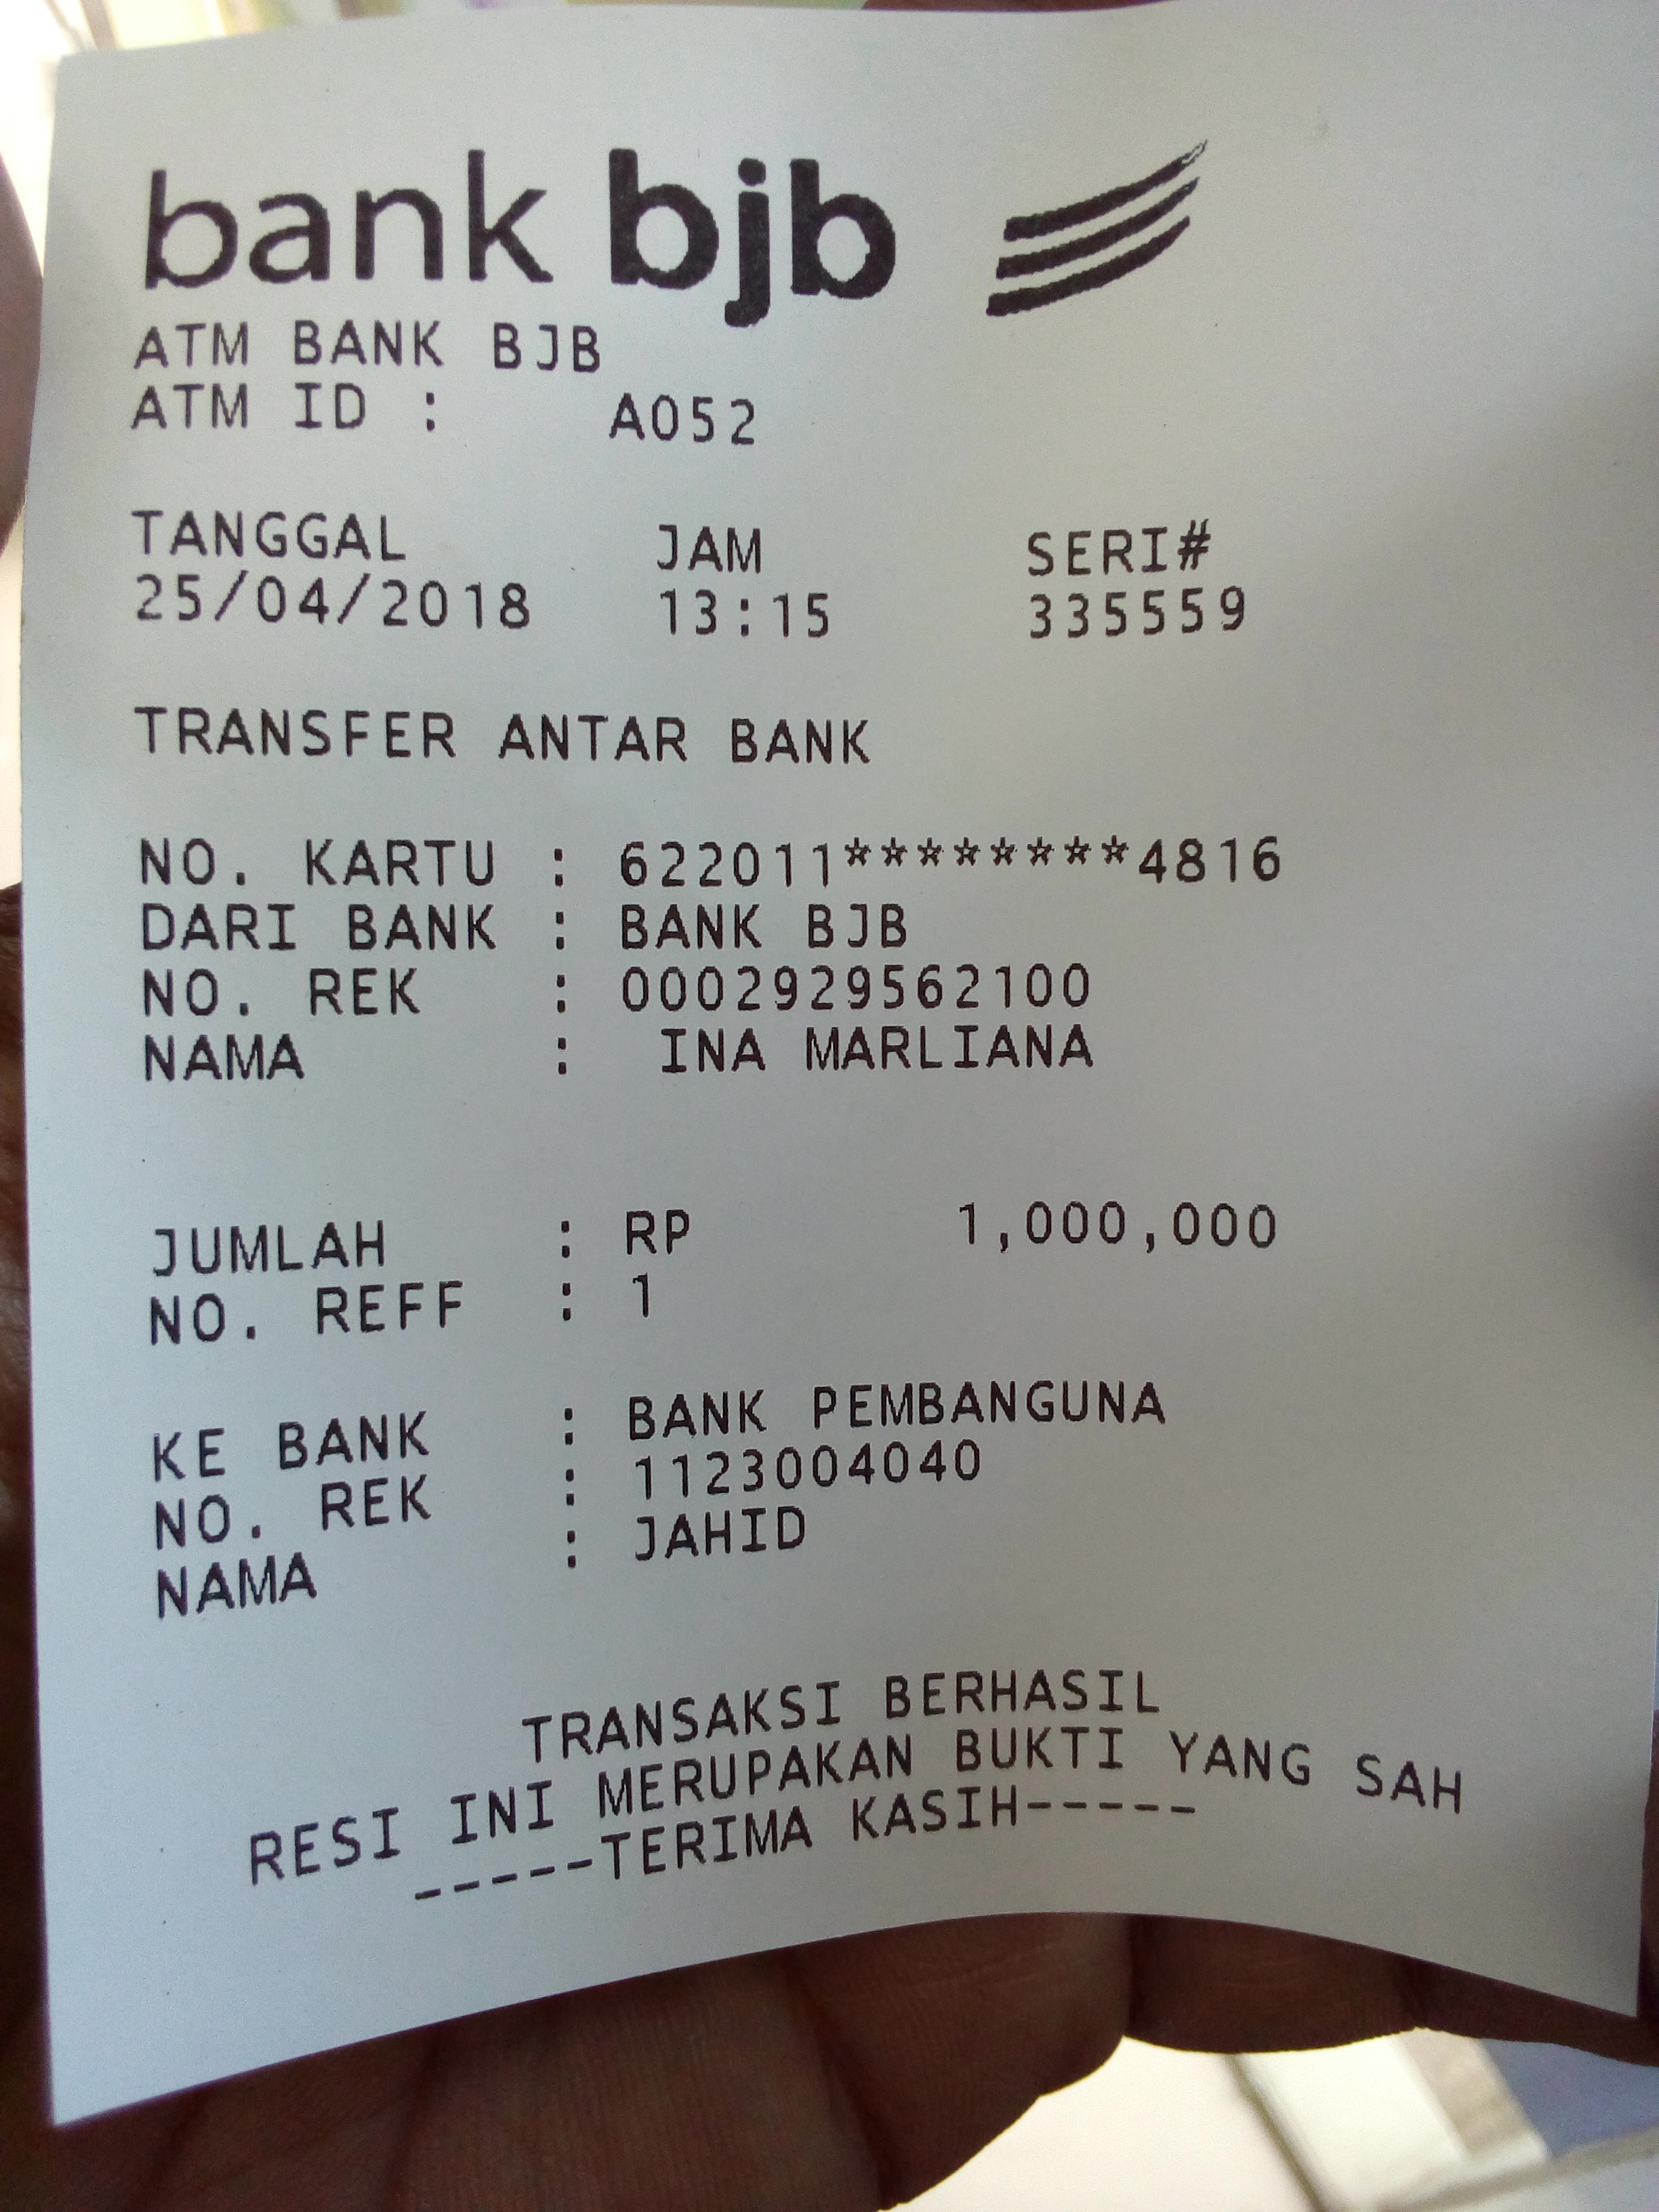 bank bjb
ATM BANK BJB
ATM ID : A052
TANGGAL JAM SERI#
25/04/2018 13:15 335559
TRANSFER ANTAR BANK
NO. KARTU : 622011********4816
DARI BANK : BANK BJB
NO. REK : 0002929562100
NAMA : INA MARLIANA
JUMLAH : RP 1,000,000
NO. REFF : 1
KE BANK : BANK PEMBANGUNA
NO. REK : 1123004040
NAMA : JAHID
TRANSAKSI BERHASIL
RESI INI MERUPAKAN BUKTI YANG SAH
-----TERIMA KASIH-----